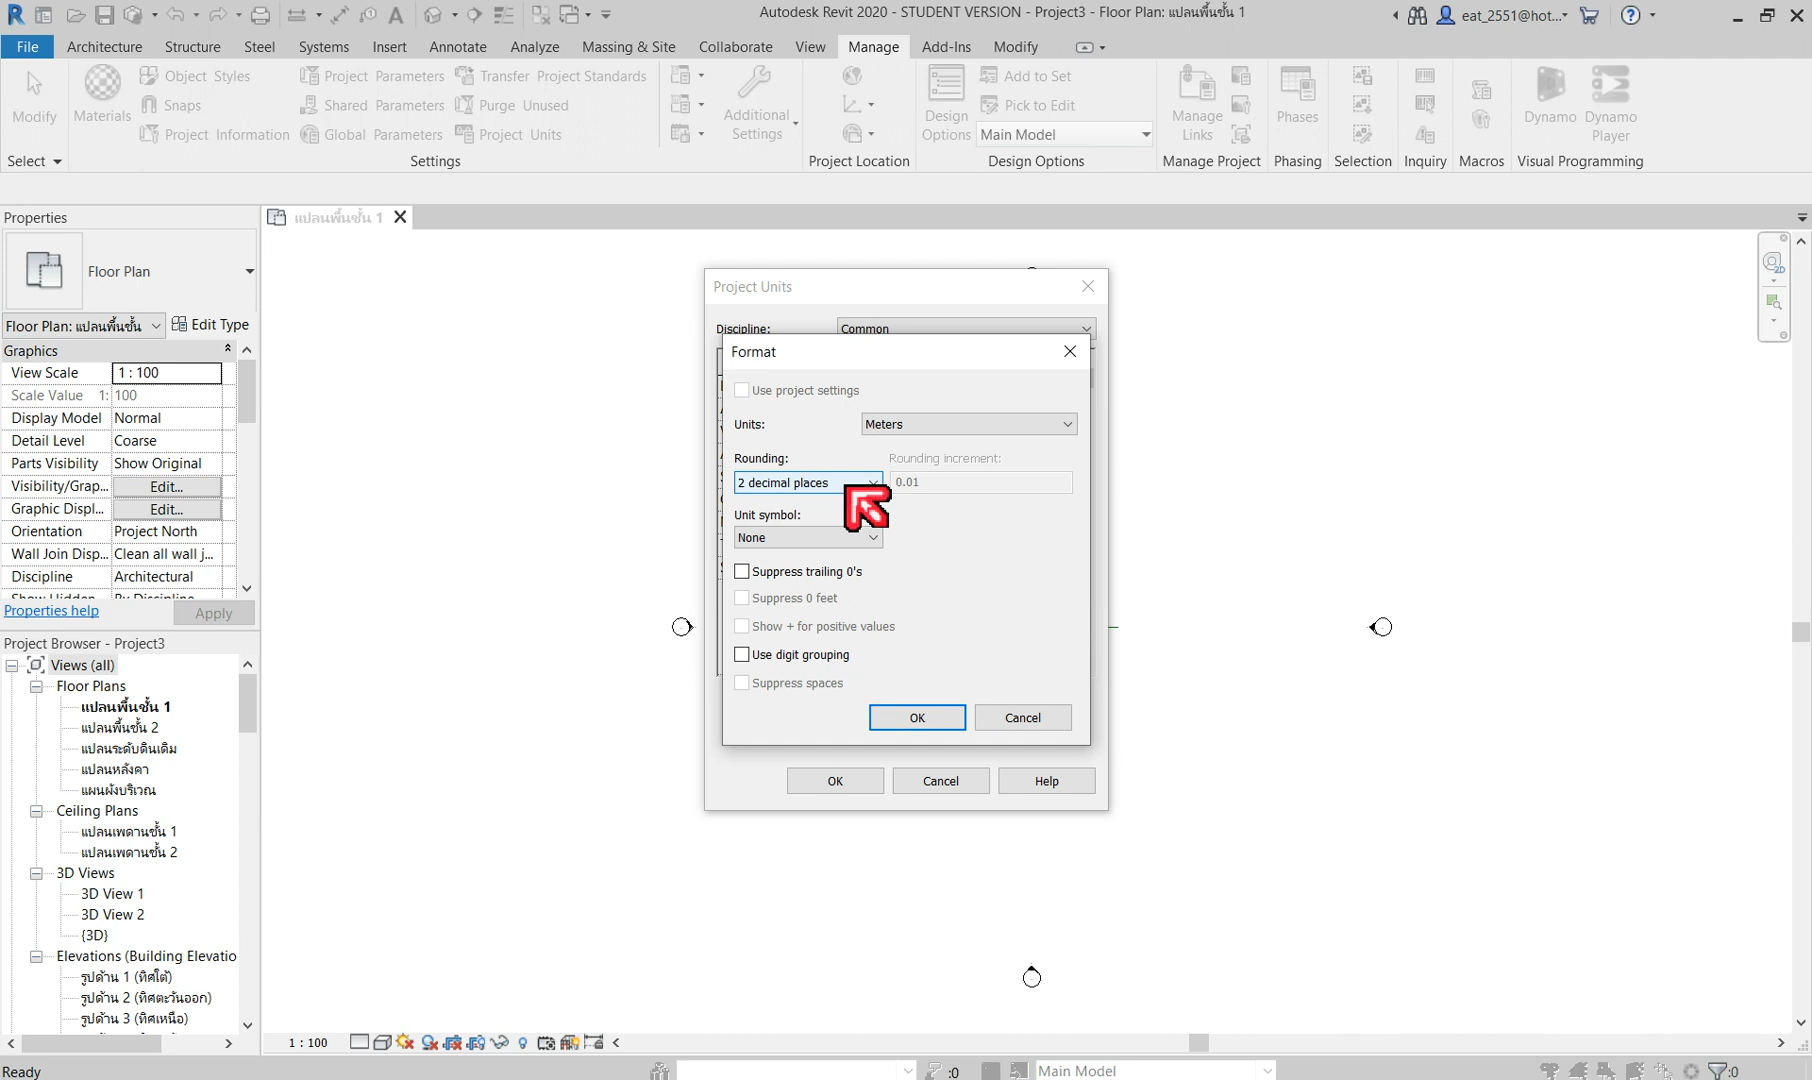 Autodesk Revit 2020 - STUDENT VERSION - Project3 - Floor Plan: แปลนพื้นชั้น 1
eat_2551@hot...
File Architecture Structure Steel Systems Insert Annotate Analyze Massing & Site Collaborate View Manage Add-Ins Modify
Modify
Materials
Object Styles
Snaps
Project Information
Project Parameters
Shared Parameters
Global Parameters
Transfer Project Standards
Purge Unused
Project Units
Additional
Settings
Design
Options
Add to Set
Pick to Edit
Main Model
Manage
Links
Phases
Dynamo
Dynamo
Player
Select Settings Project Location Design Options Manage Project Phasing Selection Inquiry Macros Visual Programming
Properties
แปลนพื้นชั้น 1
Floor Plan
Floor Plan: แปลนพื้นชั้น
Edit Type
Graphics
View Scale 1 : 100
Scale Value 1: 100
Display Model Normal
Detail Level Coarse
Parts Visibility Show Original
Visibility/Grap... Edit...
Graphic Displ... Edit...
Orientation Project North
Wall Join Disp... Clean all wall j...
Discipline Architectural
Show Hidden By Discipline
Properties help
Apply
Project Browser - Project3
Views (all)
Floor Plans
แปลนพื้นชั้น 1
แปลนพื้นชั้น 2
แปลนระดับดินเดิม
แปลนหลังคา
แผนผังบริเวณ
Ceiling Plans
แปลนเพดานชั้น 1
แปลนเพดานชั้น 2
3D Views
3D View 1
3D View 2
{3D}
Elevations (Building Elevatio
รูปด้าน 1 (ทิศใต้)
รูปด้าน 2 (ทิศตะวันออก)
รูปด้าน 3 (ทิศเหนือ)
Project Units
Discipline: Common
Format
Use project settings
Units: Meters
Rounding: Rounding increment:
2 decimal places 0.01
Unit symbol:
None
Suppress trailing 0's
Suppress 0 feet
Show + for positive values
Use digit grouping
Suppress spaces
OK Cancel
OK Cancel Help
2D
1 : 100
Ready
:0
Main Model
:0